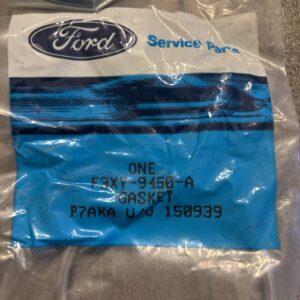 Ford
Service Parts
ONE
F3XY-9450-A
GASKET
P7AKA W/O 150939